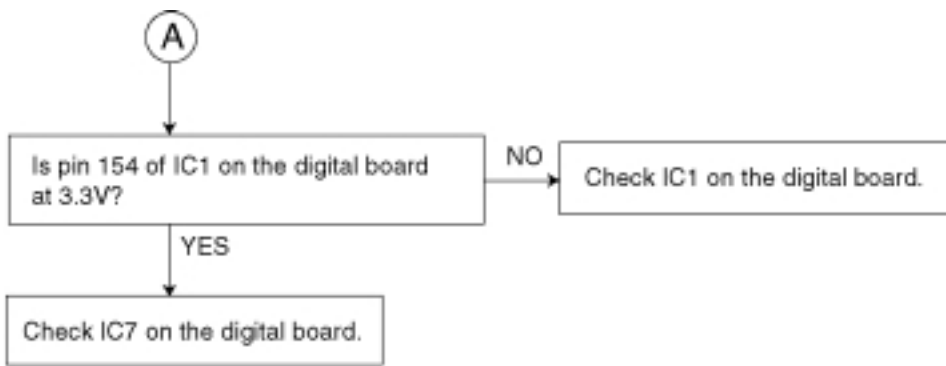 A
Is pin 154 of IC1 on the digital board
at 3.3V?
NO
Check IC1 on the digital board.
YES
Check IC7 on the digital board.